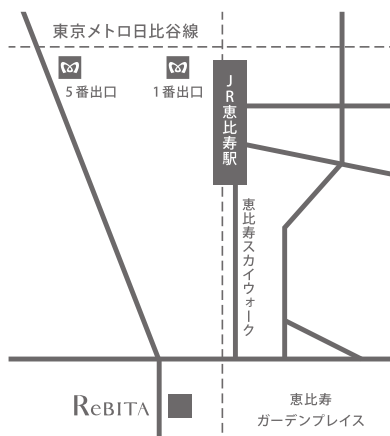 東京メトロ日比谷線
5番出口
1番出口
JR恵比寿駅
恵比寿スカイウォーク
REBITA
恵比寿
ガーデンプレイス